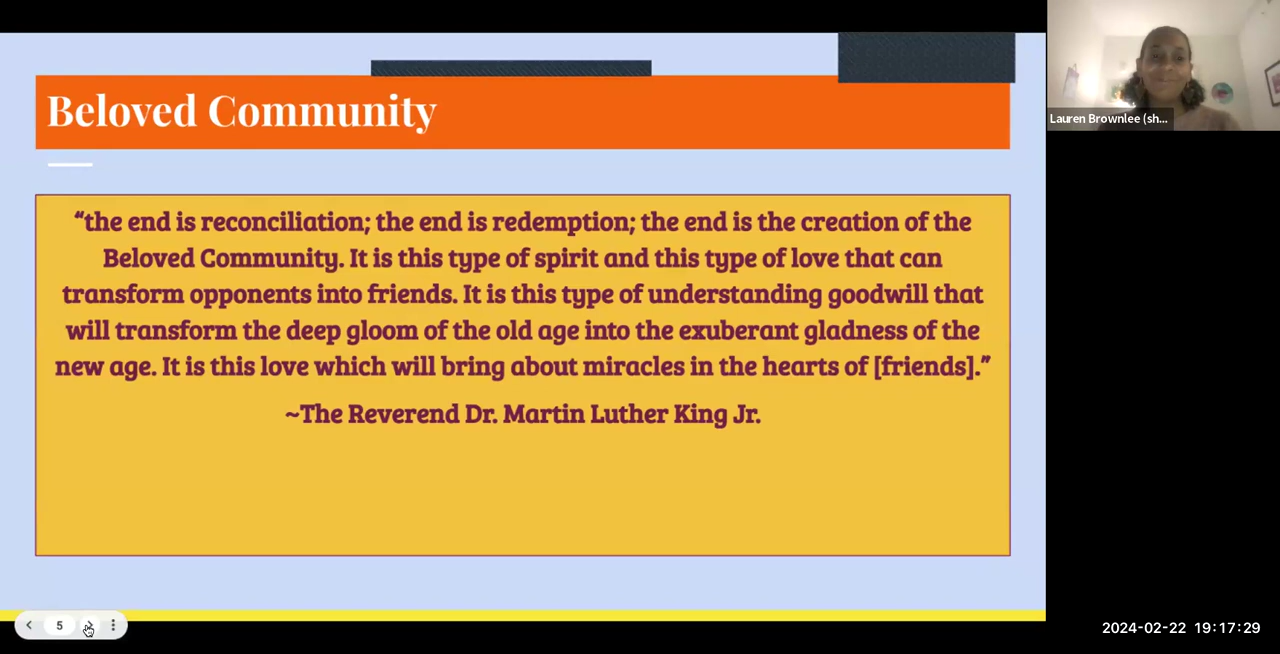 Beloved Community
“the end is reconciliation; the end is redemption; the end is the creation of the
Beloved Community. It is this type of spirit and this type of love that can
transform opponents into friends. It is this type of understanding goodwill that
will transform the deep gloom of the old age into the exuberant gladness of the
new age. It is this love which will bring about miracles in the hearts of [friends].”
~The Reverend Dr. Martin Luther King Jr.
Lauren Brownlee (sh...
5
2024-02-22 19:17:29